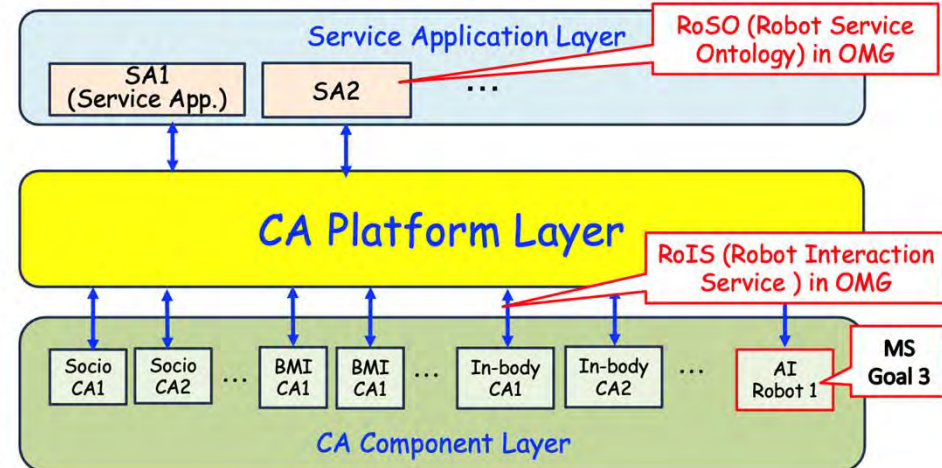 Service Application Layer
RoSO (Robot Service
Ontology) in OMG
SA1
(Service App.)
SA2
...
CA Platform Layer
RoIS (Robot Interaction
Service ) in OMG
Socio
CA1
Socio
CA2
...
BMI
CA1
BMI
CA1
...
In-body
CA1
In-body
CA2
...
AI
Robot 1
MS
Goal 3
CA Component Layer